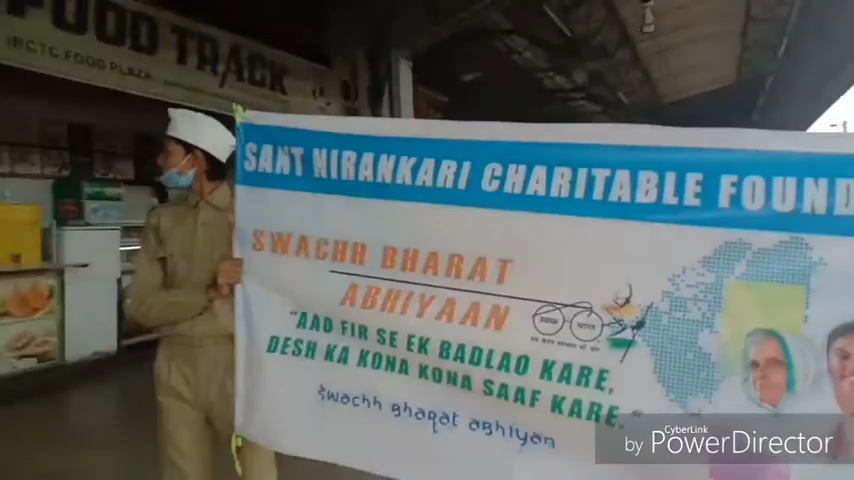 FOOD TRACK
IRCTC FOOD PLAZA
SANT NIRANKARI CHARITABLE FOUND
SWACHH BHARAT
ABHIYAAN
"AAO FIR SE EK BADLAO KARE,
DESH KA KONA KONA SAAF KARE."
Swachh Bharat abhiyan
by CyberLink
PowerDirector